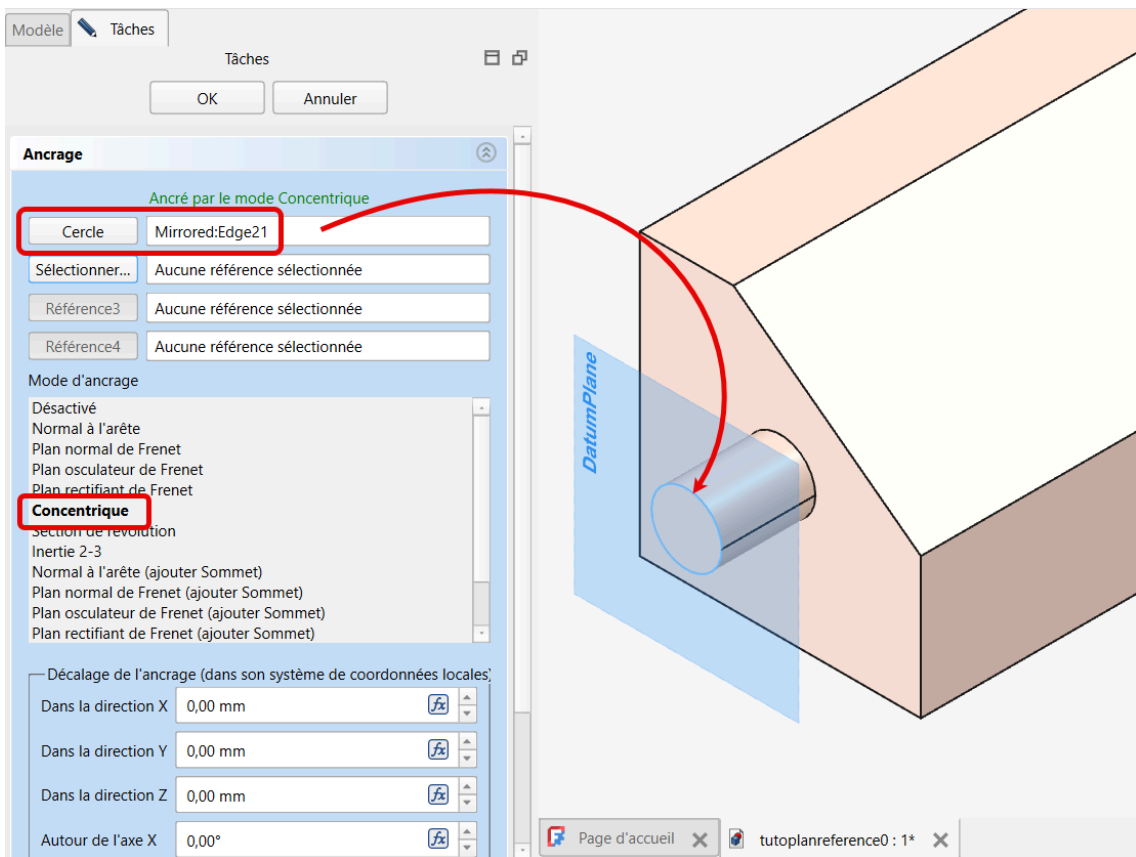 Modèle
Tâches
Tâches
OK
Annuler
Ancrage
Ancré par le mode Concentrique
Cercle
Mirrored:Edge21
Sélectionner...
Aucune référence sélectionnée
Référence3
Aucune référence sélectionnée
Référence4
Aucune référence sélectionnée
Mode d'ancrage
Désactivé
Normal à l'arête
Plan normal de Frenet
Plan osculateur de Frenet
Plan rectifiant de Frenet
Concentrique
Section de révolution
Inertie 2-3
Normal à l'arête (ajouter Sommet)
Plan normal de Frenet (ajouter Sommet)
Plan osculateur de Frenet (ajouter Sommet)
Plan rectifiant de Frenet (ajouter Sommet)
Décalage de l'ancrage (dans son système de coordonnées locales)
Dans la direction X
0,00 mm
fx
Dans la direction Y
0,00 mm
fx
Dans la direction Z
0,00 mm
fx
Autour de l'axe X
0,00°
fx
DatumPlane
Page d'accueil
tutoplanreference0 : 1*